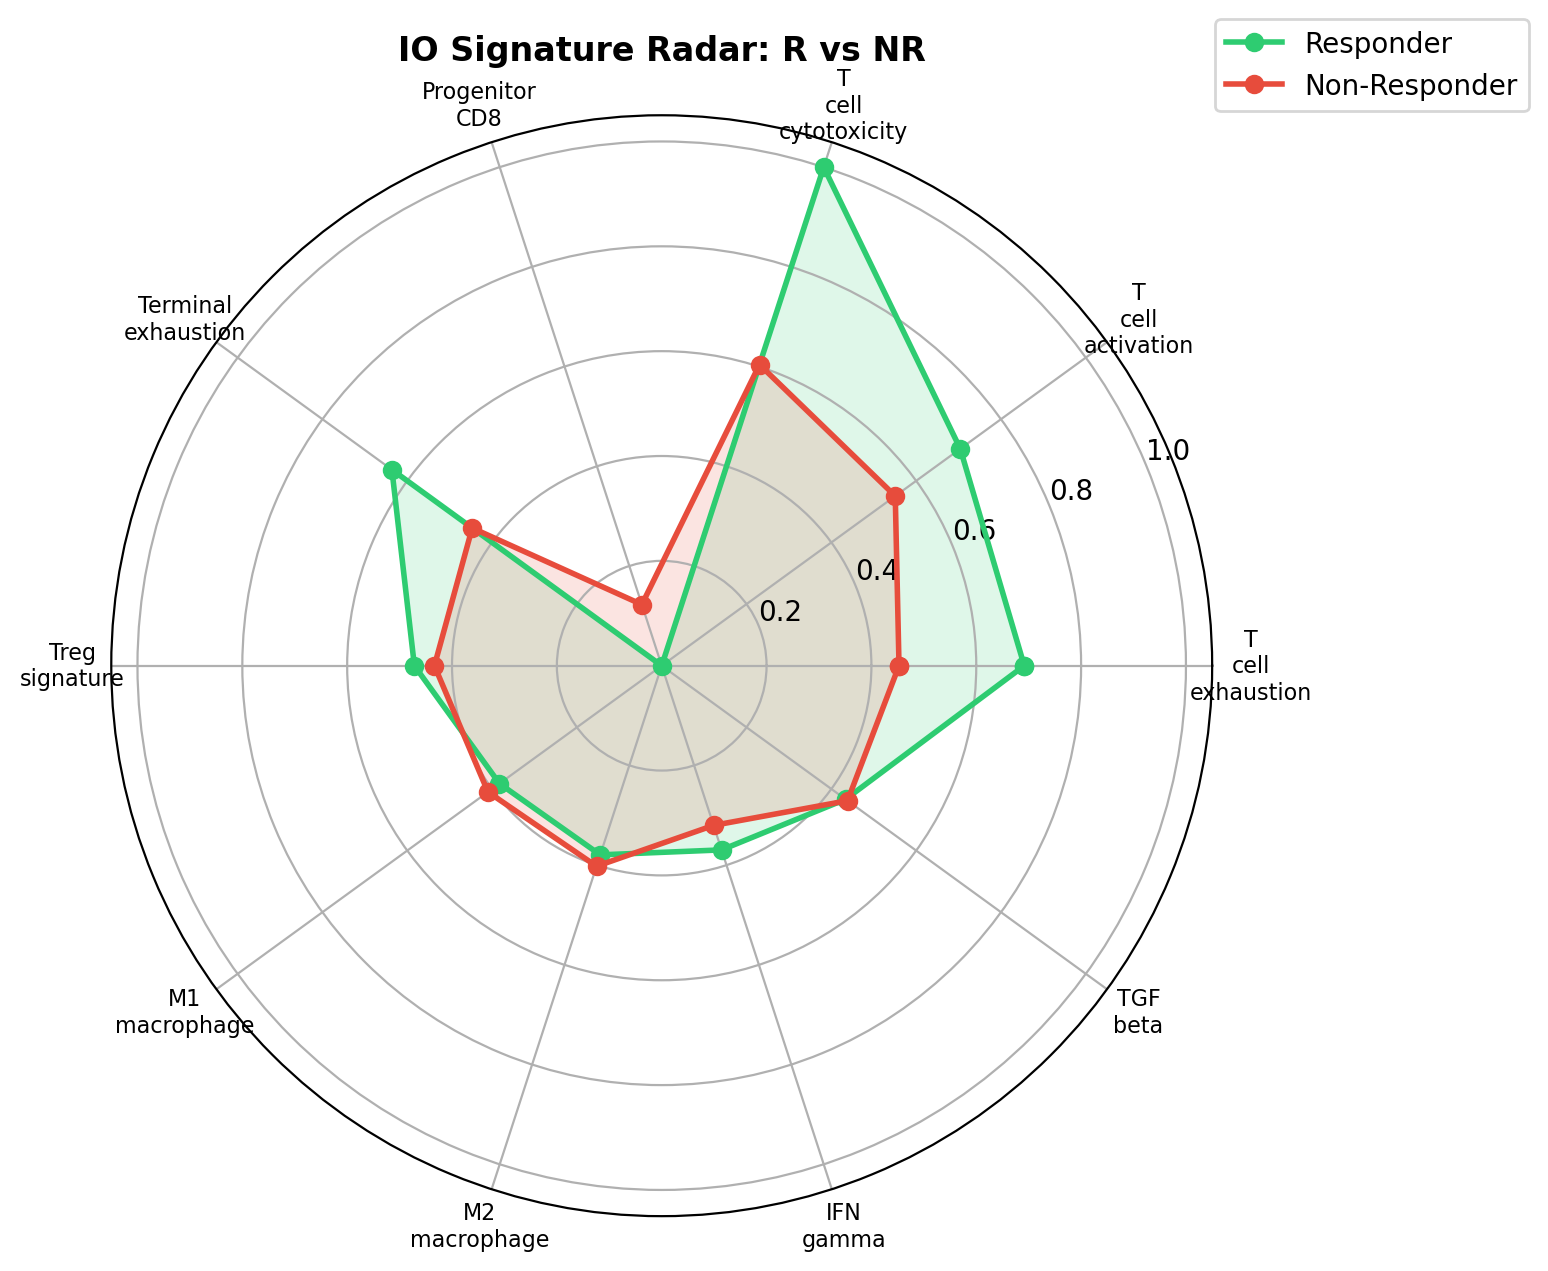 IO Signature Radar: R vs NR
Responder
Non-Responder
T
cell
cytotoxicity
Progenitor
CD8
T
cell
activation
Terminal
exhaustion
1.0
0.8
0.6
0.4
0.2
T
cell
exhaustion
Treg
signature
M1
macrophage
TGF
beta
M2
macrophage
IFN
gamma